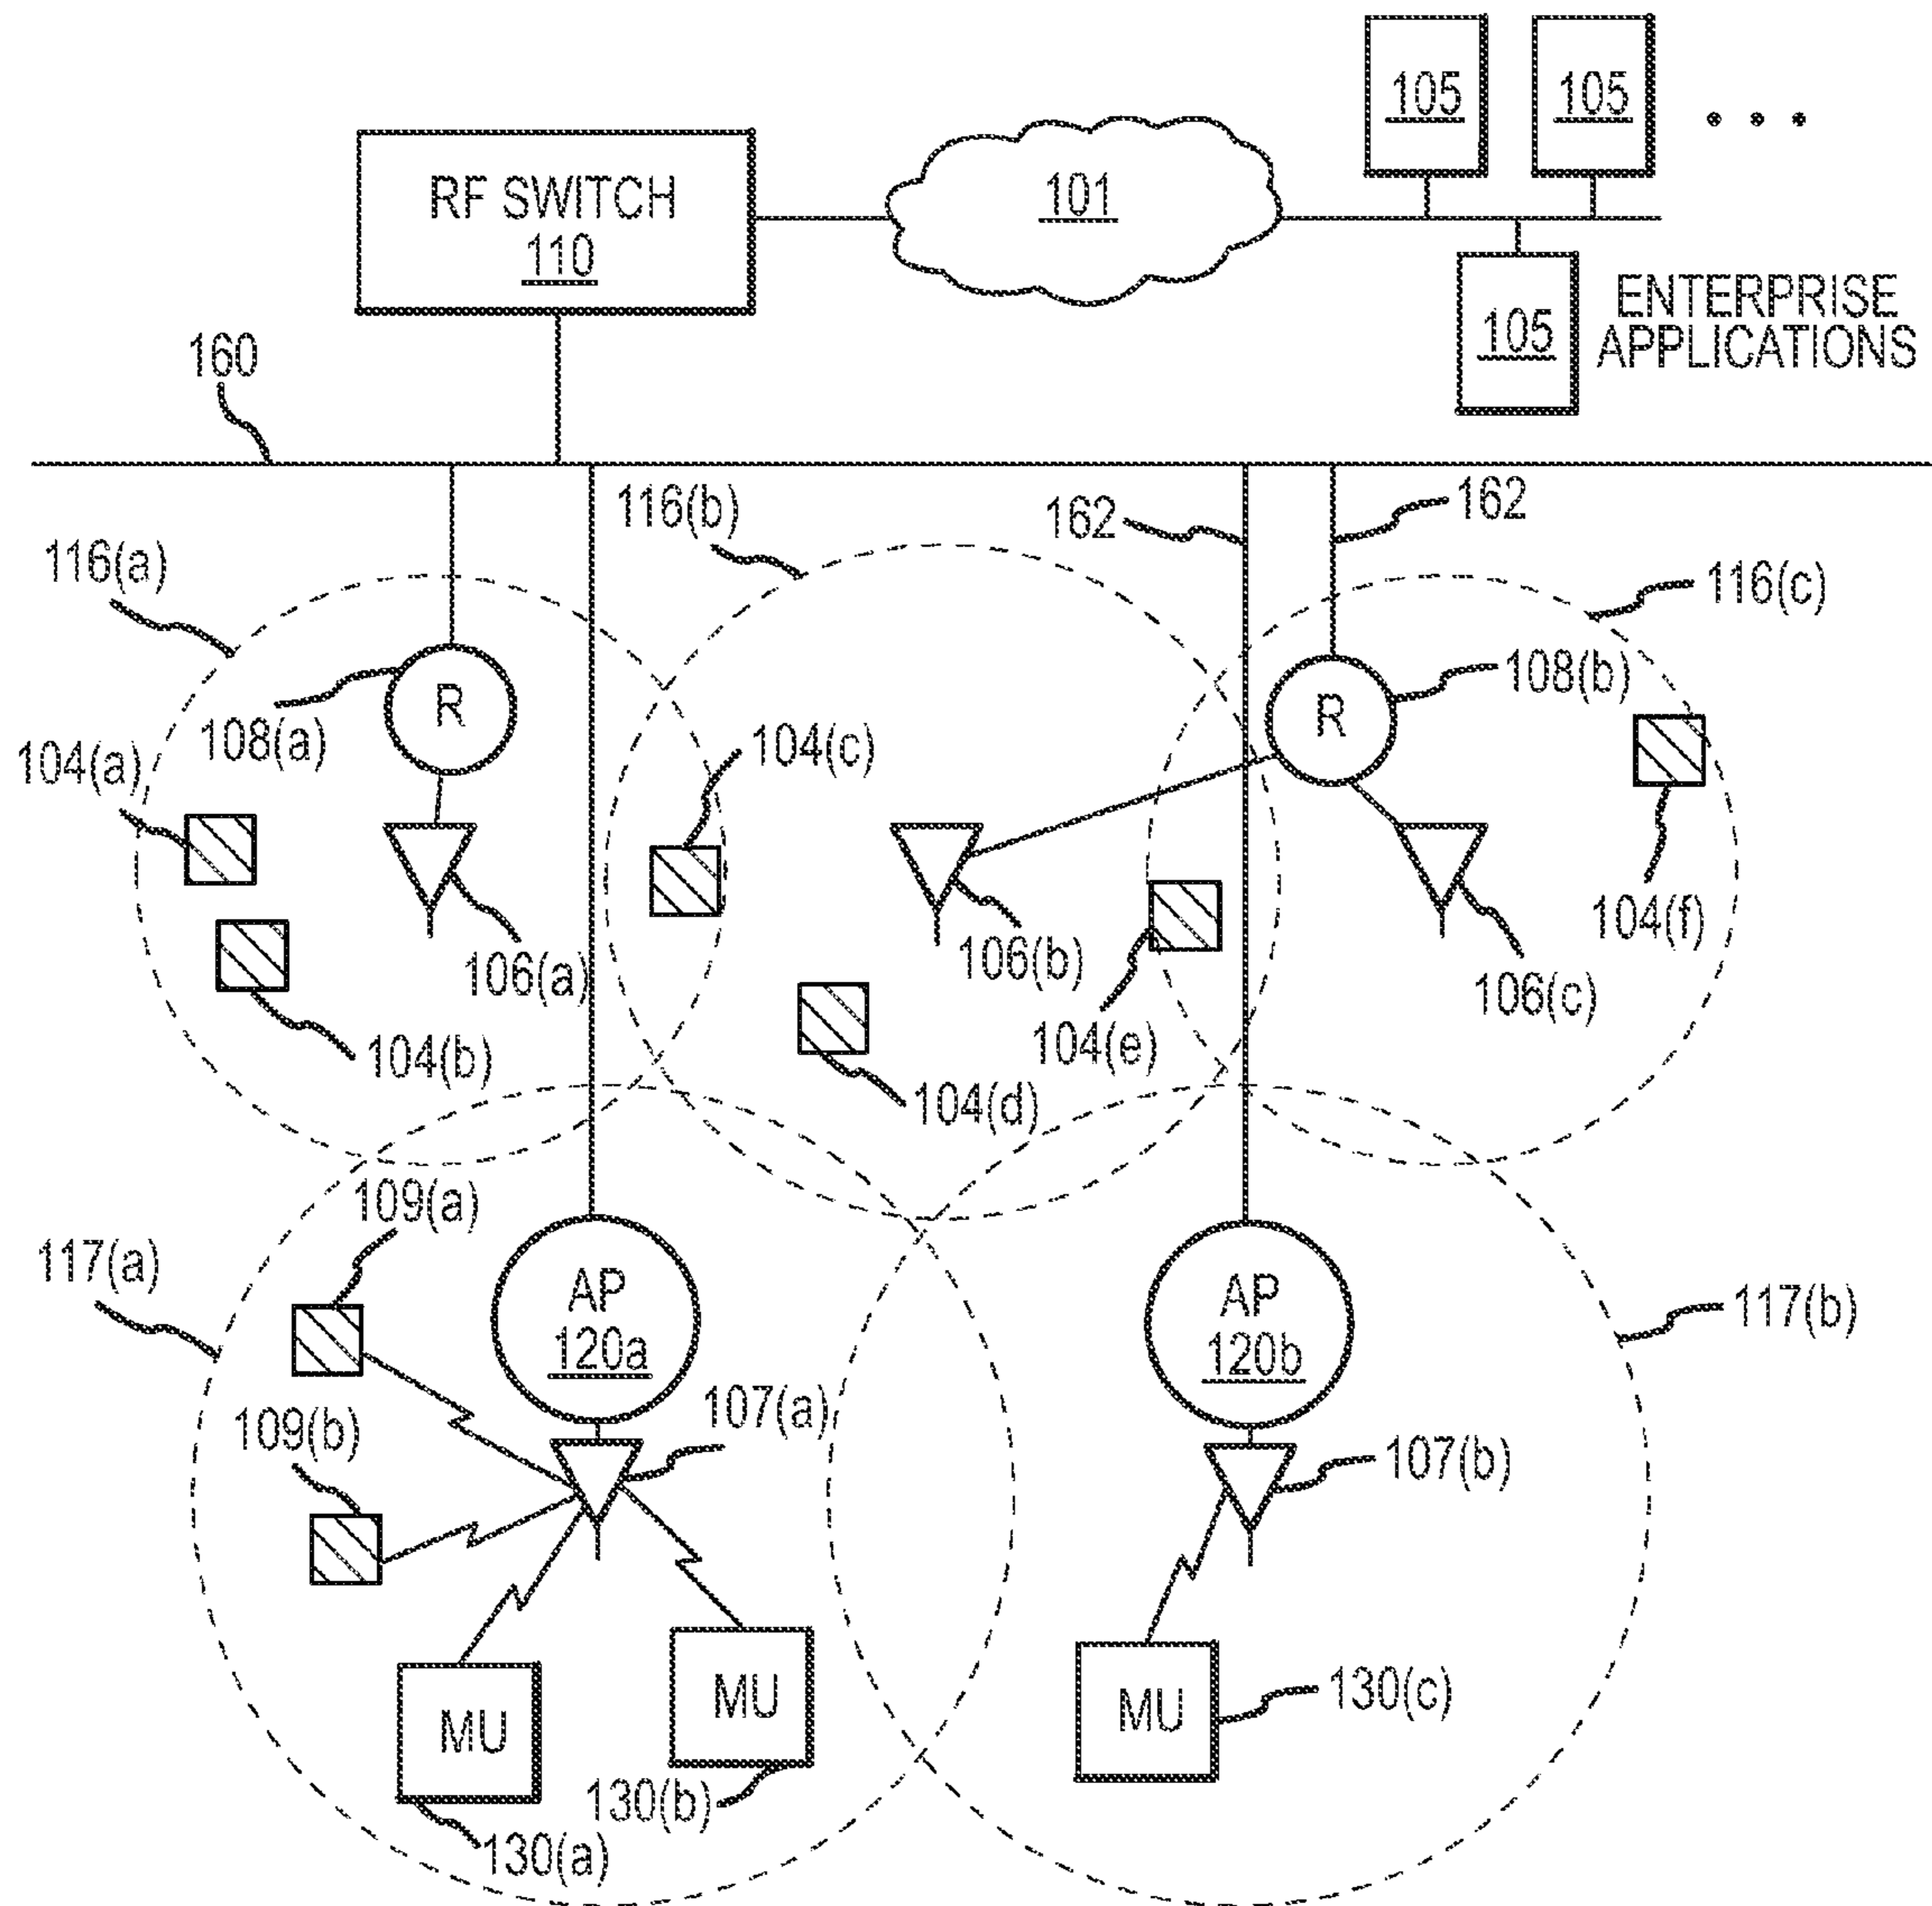 105
105
RF SWITCH
110
101
105
ENTERPRISE
APPLICATIONS
160
116(b)
162
162
116(a)
116(c)
R
R
108(b)
108(a)
104(a)
104(c)
106(a)
106(b)
104(f)
106(c)
104(b)
104(e)
104(d)
109(a)
117(a)
AP
120a
AP
120b
117(b)
109(b)
107(a)
107(b)
MU
MU
MU
130(c)
130(b)
130(a)